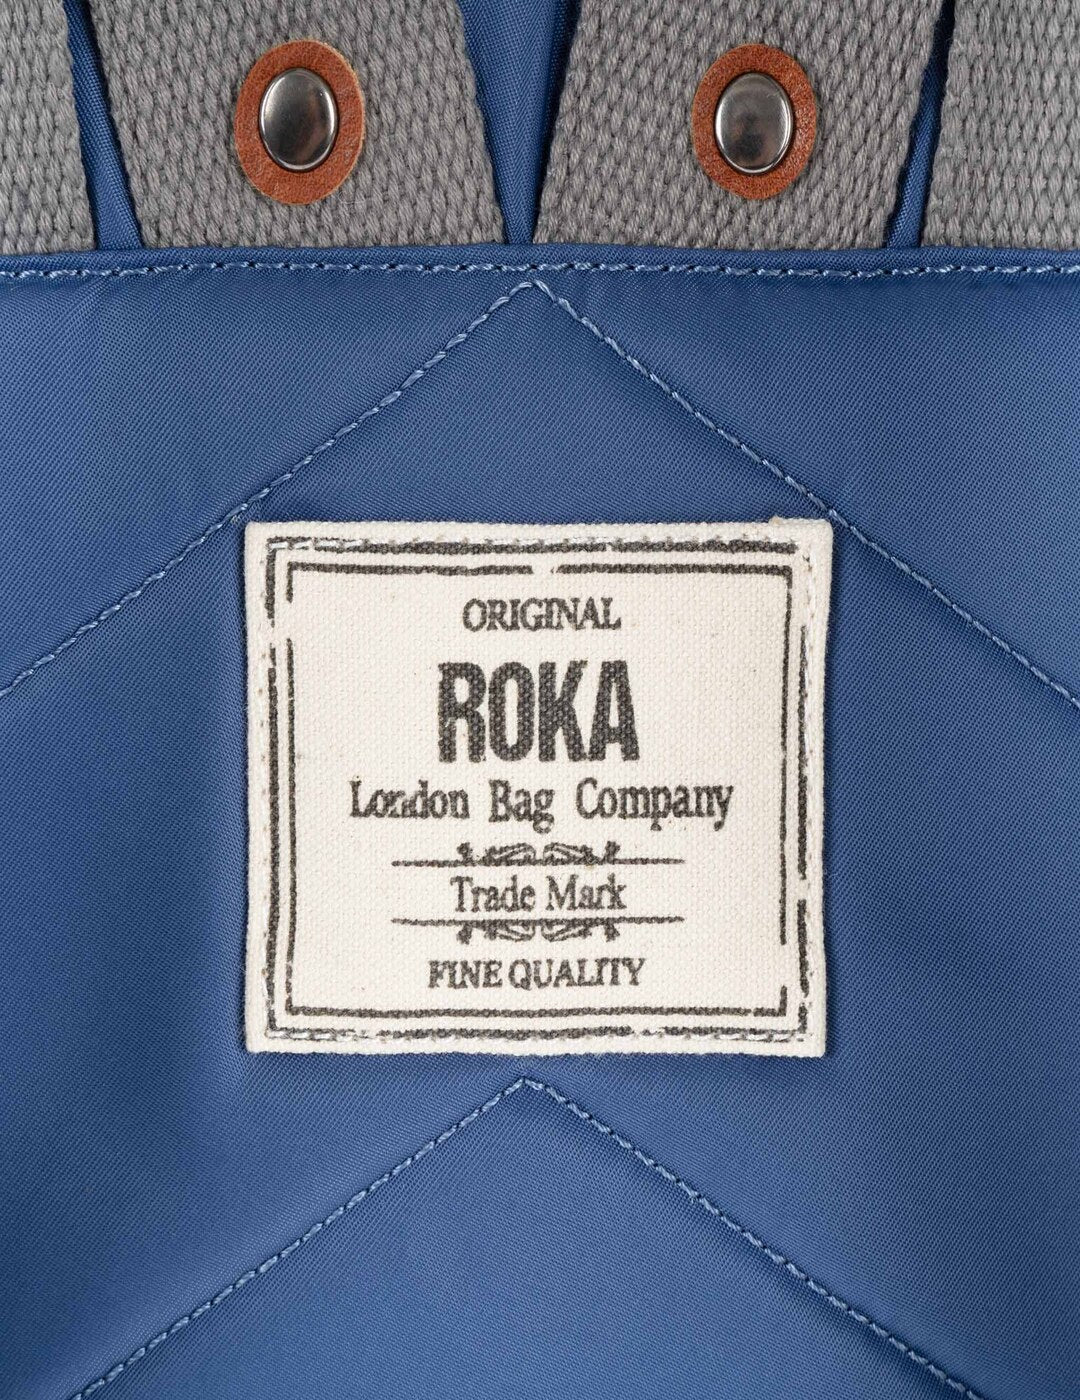 ORIGINAL
ROKA
London Bag Company
Trade Mark
FINE QUALITY